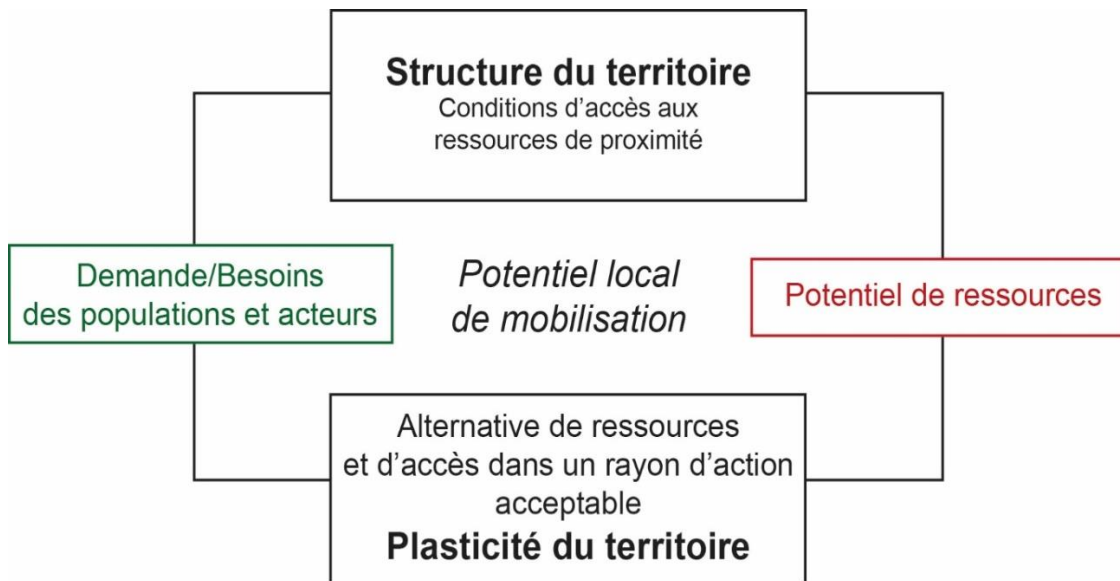 Structure du territoire
Conditions d'accès aux
ressources de proximité
Demande/Besoins
des populations et acteurs
Potentiel local
de mobilisation
Potentiel de ressources
Alternative de ressources
et d'accès dans un rayon d'action
acceptable
Plasticité du territoire